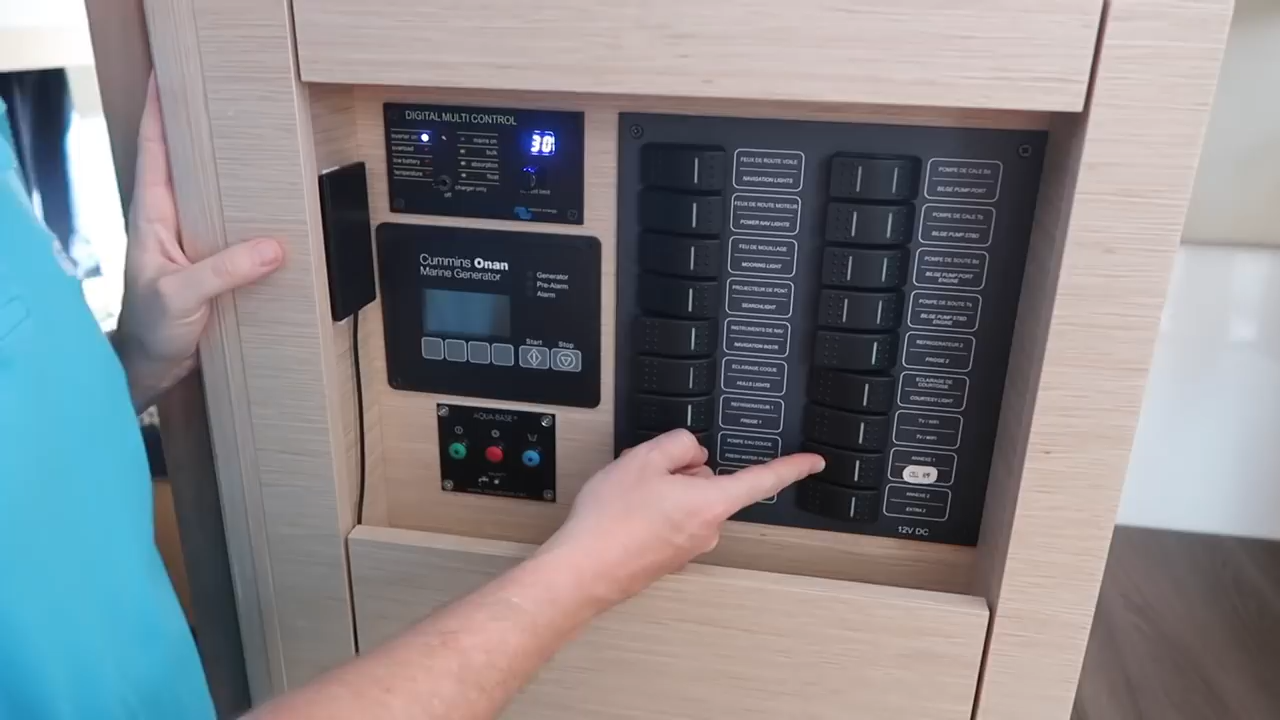 DIGITAL MULTI CONTROL
inverter on
overload
low battery
temperature
mains on
bulk
absorption
float
charger only
off
30
victron energy
Cummins Onan
Marine Generator
Generator
Pre-Alarm
Alarm
Start
Stop
AQUA-BASE
FEUX DE ROUTE VOILE
NAVIGATION LIGHTS
FEUX DE ROUTE MOTEUR
POWER NAV LIGHTS
FEU DE MOUILLAGE
MOORING LIGHT
PROJECTEUR DE PONT
SEARCHLIGHT
INSTRUMENTS DE NAV
NAVIGATION INSTR
ECLAIRAGE COQUE
HULLS LIGHTS
REFRIGERATEUR 1
FRIDGE 1
POMPE EAU DOUCE
FRESH WATER PUMP
POMPE DE CALE Bd
BILGE PUMP PORT
POMPE DE CALE Td
BILGE PUMP STBD
POMPE DE SOUTE Bd
BILGE PUMP PORT
ENGINE
POMPE DE SOUTE Td
BILGE PUMP STBD
ENGINE
REFRIGERATEUR 2
FRIDGE 2
ECLAIRAGE DE
COURTOISIE
COURTESY LIGHT
TV / WIFI
TV / WIFI
ANNEXE 1
ANNEXE 2
EXTRA 2
12V DC